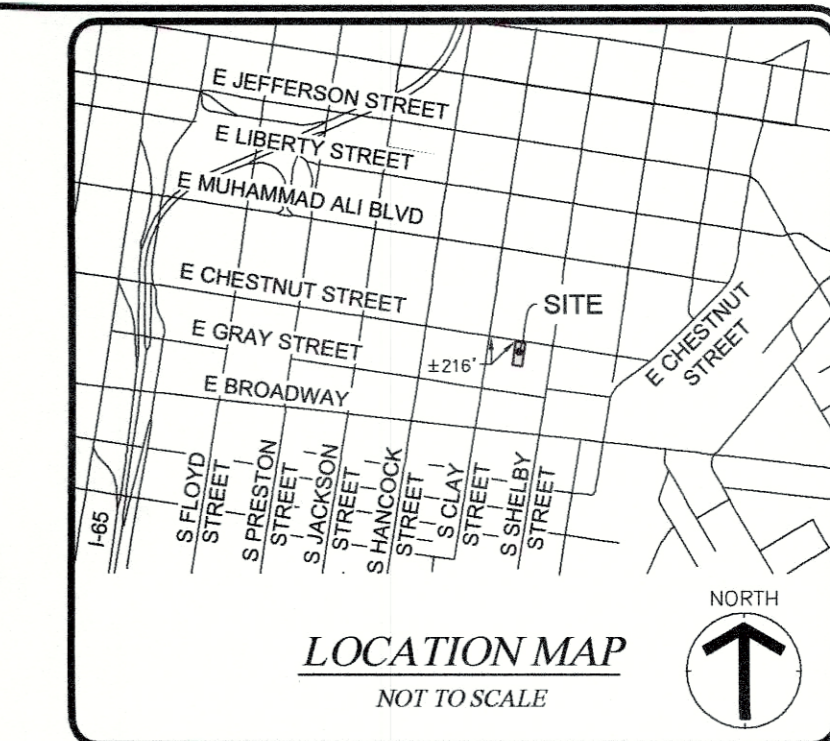 E JEFFERSON STREET
E LIBERTY STREET
E MUHAMMAD ALI BLVD
E CHESTNUT STREET
SITE
E GRAY STREET
±216'
E CHESTNUT
STREET
E BROADWAY
I-65
S FLOYD
STREET
S PRESTON
STREET
S JACKSON
STREET
S HANCOCK
STREET
S CLAY
STREET
S SHELBY
STREET
NORTH
LOCATION MAP
NOT TO SCALE